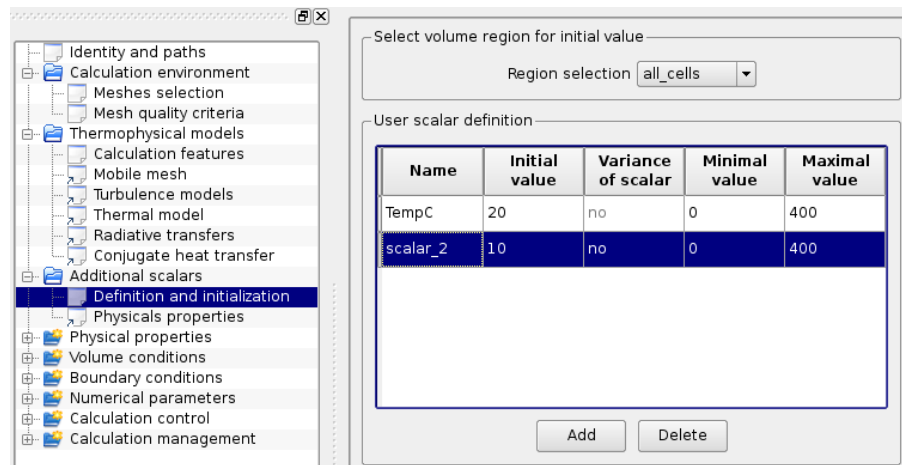 Identity and paths
Calculation environment
Meshes selection
Mesh quality criteria
Thermophysical models
Calculation features
Mobile mesh
Turbulence models
Thermal model
Radiative transfers
Conjugate heat transfer
Additional scalars
Definition and initialization
Physicals properties
Physical properties
Volume conditions
Boundary conditions
Numerical parameters
Calculation control
Calculation management
Select volume region for initial value
Region selection all_cells
User scalar definition
Name Initial value Variance of scalar Minimal value Maximal value
TempC 20 no 0 400
scalar_2 10 no 0 400
Add Delete